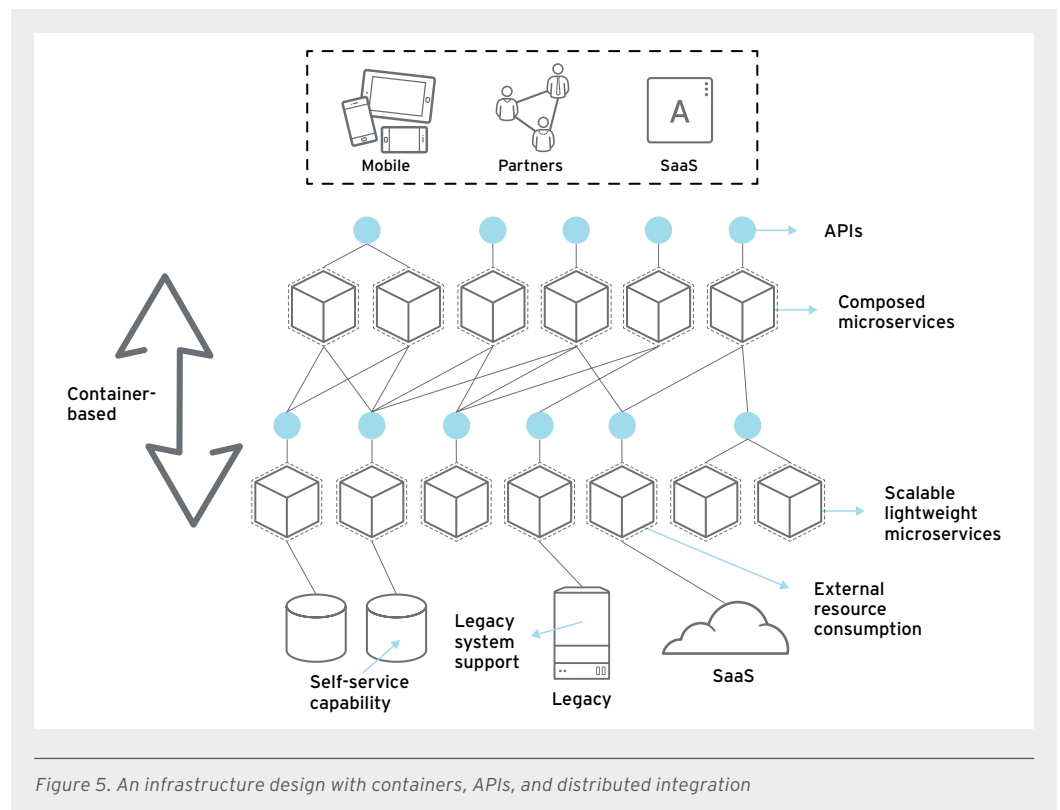 A
Mobile
Partners
SaaS
APIs
Composed
microservices
Container-
based
Scalable
lightweight
microservices
External
resource
consumption
Legacy
system
support
Self-service
capability
Legacy
SaaS
Figure 5. An infrastructure design with containers, APIs, and distributed integration